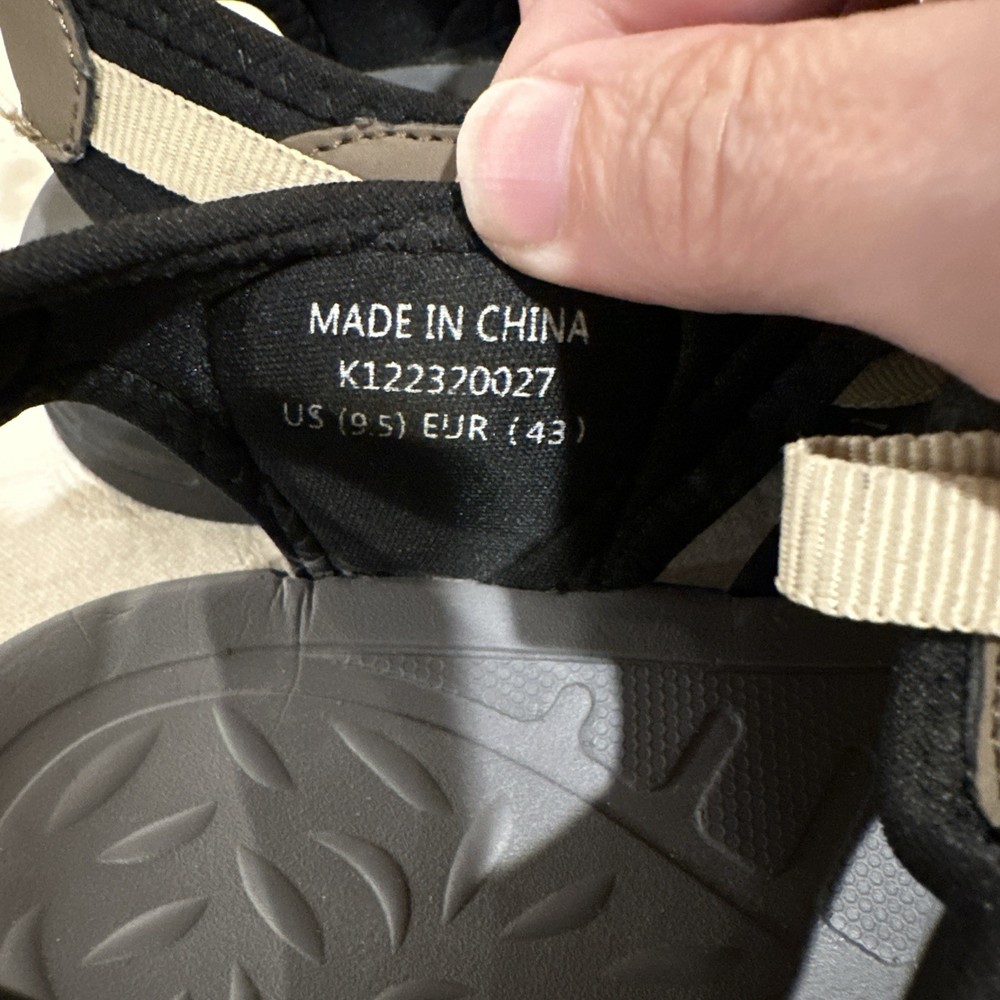 MADE IN CHINA
K122320027
US (9.5) EUR (43)